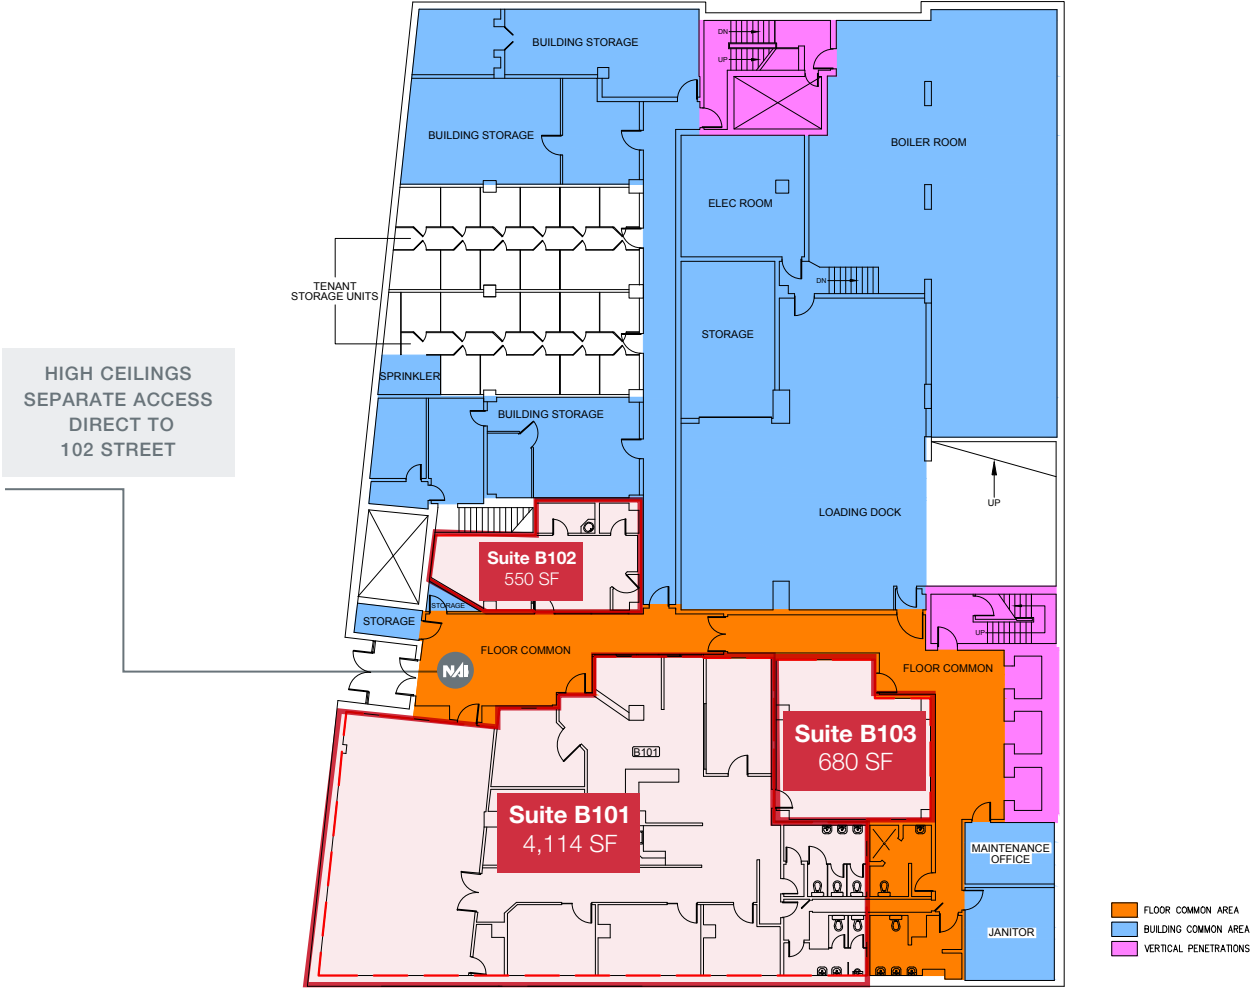 DN
BUILDING STORAGE
UP
BUILDING STORAGE
BOILER ROOM
ELEC ROOM
DN
TENANT
STORAGE UNITS
STORAGE
HIGH CEILINGS
SEPARATE ACCESS
DIRECT TO
102 STREET
SPRINKLER
BUILDING STORAGE
UP
LOADING DOCK
Suite B102
550 SF
STORAGE
STORAGE
UP
FLOOR COMMON
FLOOR COMMON
NAI
Suite B103
680 SF
B101
Suite B101
4,114 SF
MAINTENANCE
OFFICE
JANITOR
FLOOR COMMON AREA
BUILDING COMMON AREA
VERTICAL PENETRATIONS